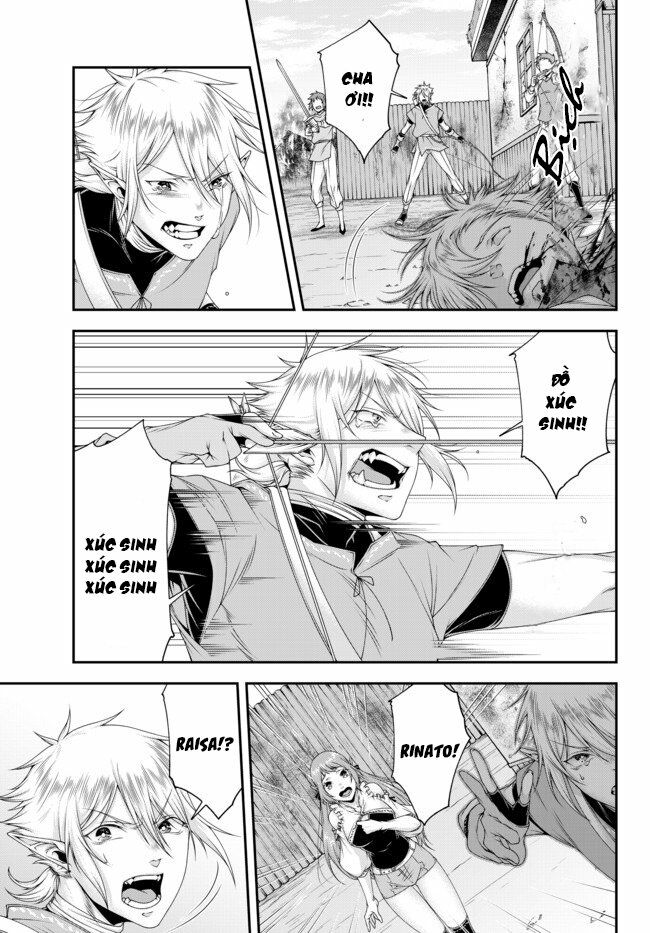 CHA
ƠI!!
Bịch
ĐỒ
XÚC
SINH!!
XÚC SINH
XÚC SINH
XÚC SINH
RINATO!
RAISA!?